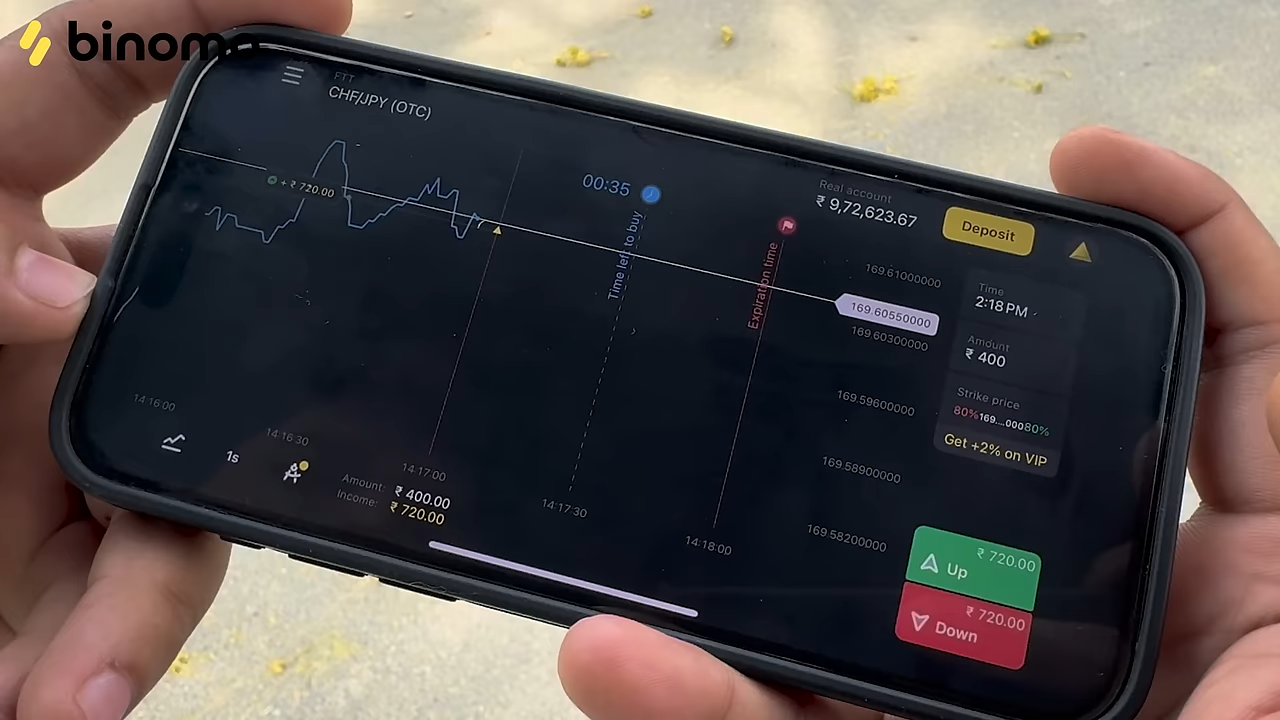 binomo
FTT
CHF/JPY (OTC)
+ ₹ 720.00
00:35
Time left to buy
Expiration time
Real account
₹ 9,72,623.67
Deposit
169.61000000
169.60550000
169.60300000
169.59600000
169.58900000
169.58200000
Time
2:18 PM
Amount
₹ 400
Strike price
80%169....00080%
Get +2% on VIP
14:16:00
14:16:30
14:17:00
14:17:30
14:18:00
1s
Amount: ₹ 400.00
Income: ₹ 720.00
₹ 720.00
Up
₹ 720.00
Down